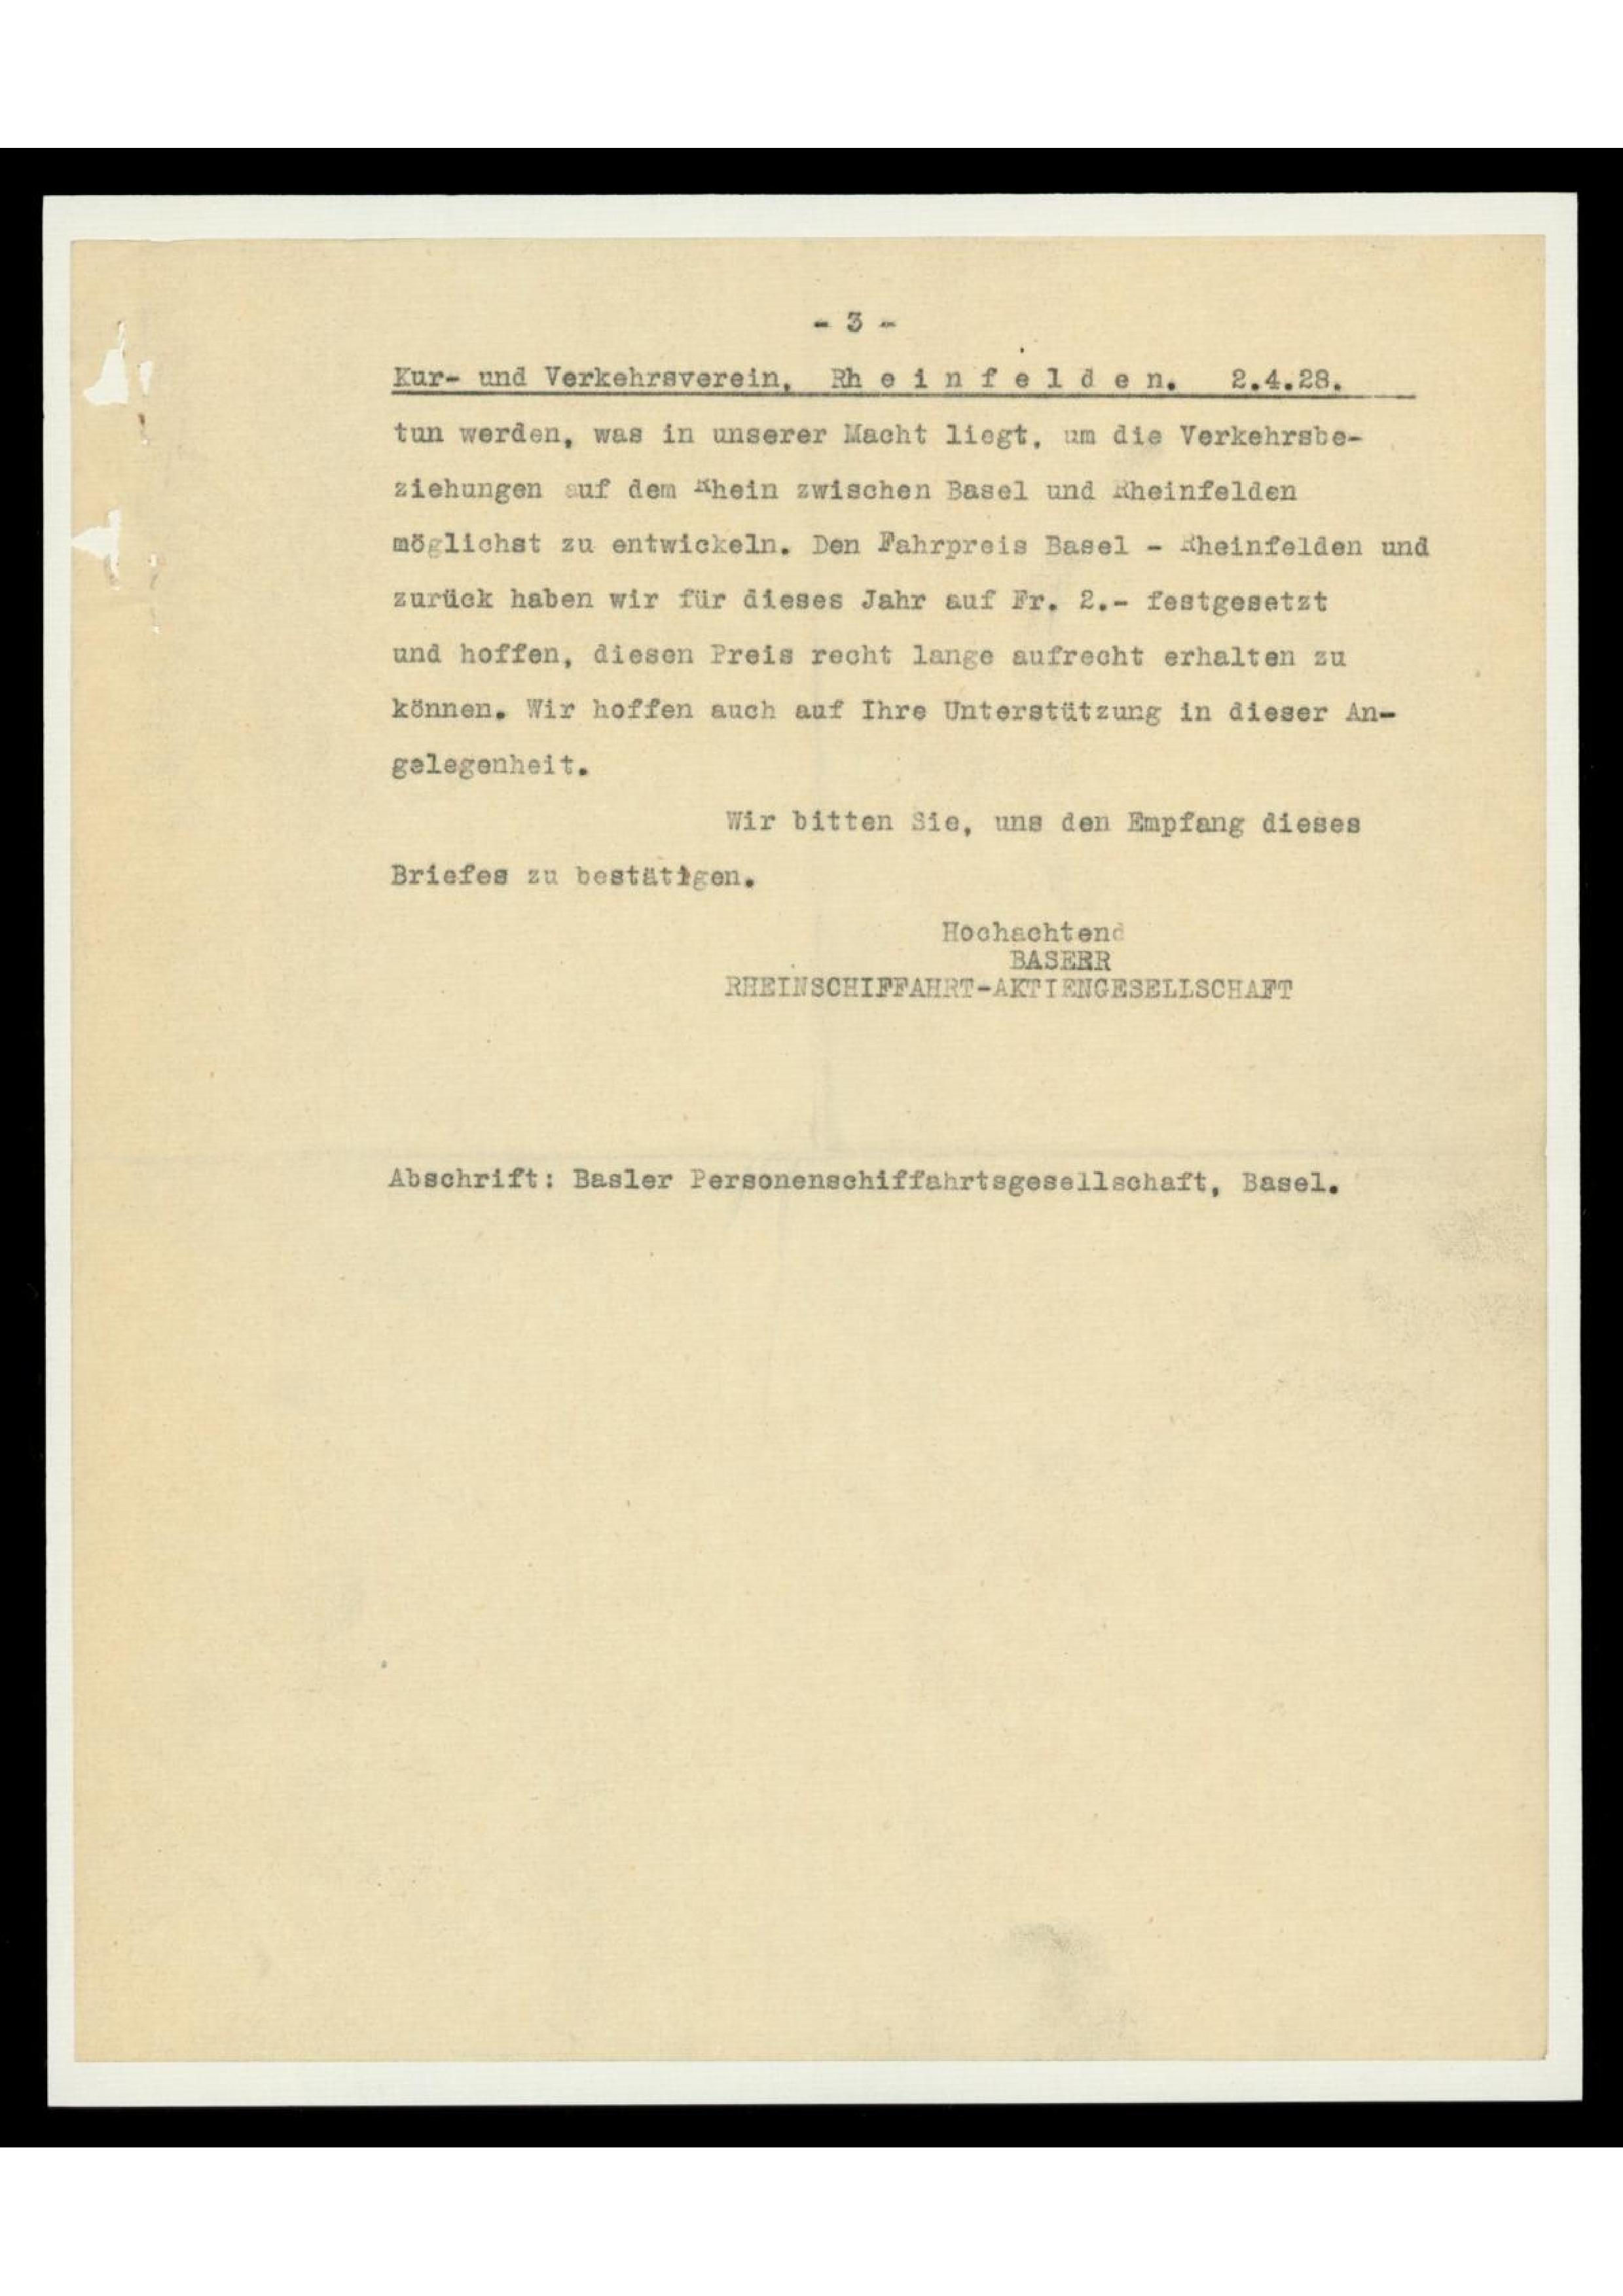 - 3 -
Kur- und Verkehrsverein, Rh e i n f e l d e n. 2.4.28.
tun werden, was in unserer Macht liegt, um die Verkehrsbe-
ziehungen auf dem Rhein zwischen Basel und Rheinfelden
möglichst zu entwickeln. Den Fahrpreis Basel - Rheinfelden und
zurück haben wir für dieses Jahr auf Fr. 2.- festgesetzt
und hoffen, diesen Preis recht lange aufrecht erhalten zu
können. Wir hoffen auch auf Ihre Unterstützung in dieser An-
gelegenheit.
Wir bitten Sie, uns den Empfang dieses
Briefes zu bestätigen.
Hochachtend
BASERR
RHEINSCHIFFAHRT-AKTIENGESELLSCHAFT
Abschrift: Basler Personenschiffahrtsgesellschaft, Basel.